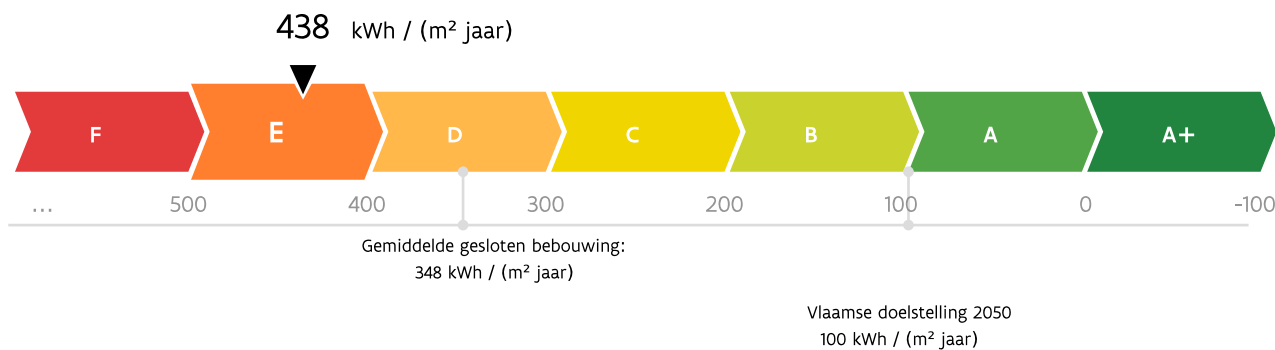 438 kWh / (m² jaar)
F E D C B A A+
... 500 400 300 200 100 0 -100
Gemiddelde gesloten bebouwing:
348 kWh / (m² jaar)
Vlaamse doelstelling 2050
100 kWh / (m² jaar)